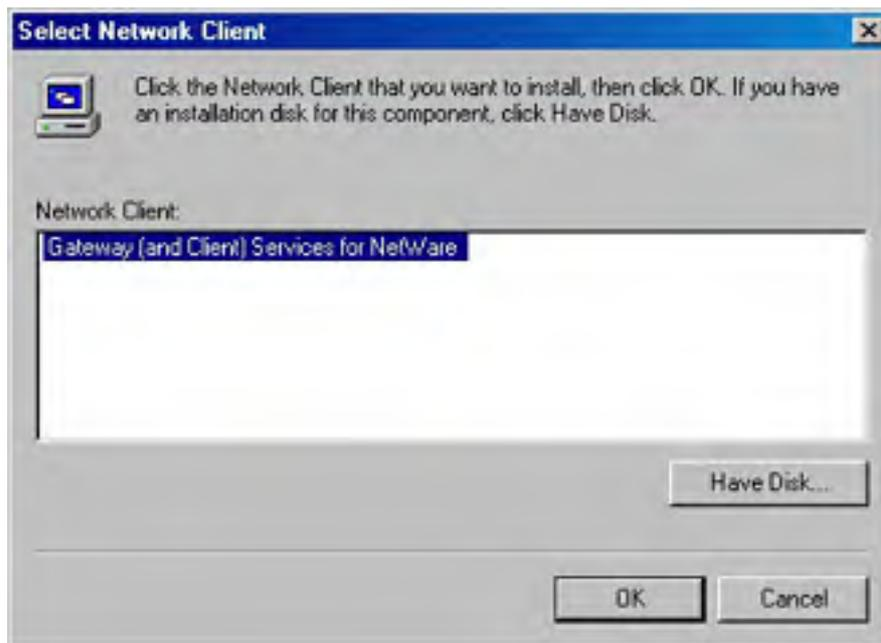 Select Network Client
Click the Network Client that you want to install, then click OK. If you have
an installation disk for this component, click Have Disk.
Network Client:
Gateway (and Client) Services for NetWare
Have Disk...
OK
Cancel